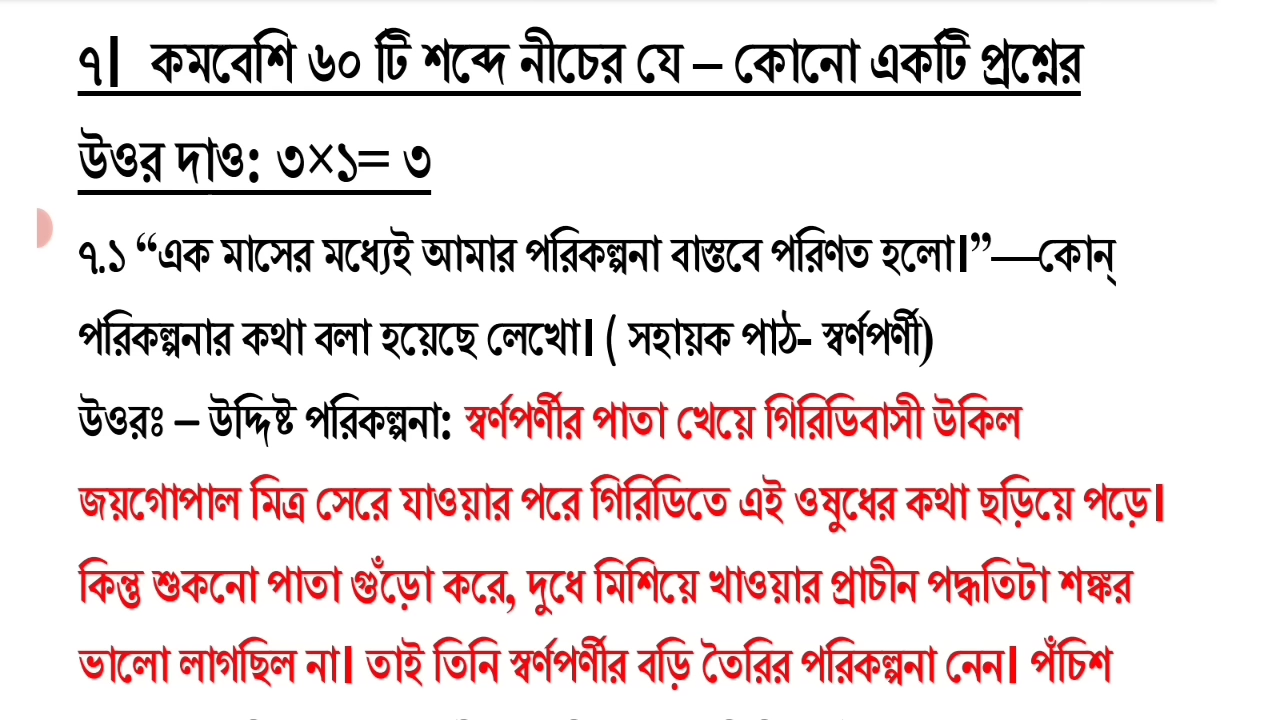 ৭। কমবেশি ৬০ টি শব্দে নীচের যে – কোনো একটি প্রশ্নের
উওর দাও: ৩×১= ৩
৭.১ “এক মাসের মধ্যেই আমার পরিকল্পনা বাস্তবে পরিণত হলো।”—কোন্
পরিকল্পনার কথা বলা হয়েছে লেখো। ( সহায়ক পাঠ- স্বর্ণপর্ণী)
উওরঃ – উদ্দিষ্ট পরিকল্পনা: স্বর্ণপর্ণীর পাতা খেয়ে গিরিডিবাসী উকিল
জয়গোপাল মিত্র সেরে যাওয়ার পরে গিরিডিতে এই ওষুধের কথা ছড়িয়ে পড়ে।
কিন্তু শুকনো পাতা গুঁড়ো করে, দুধে মিশিয়ে খাওয়ার প্রাচীন পদ্ধতিটা শঙ্কর
ভালো লাগছিল না। তাই তিনি স্বর্ণপর্ণীর বড়ি তৈরির পরিকল্পনা নেন। পঁচিশ